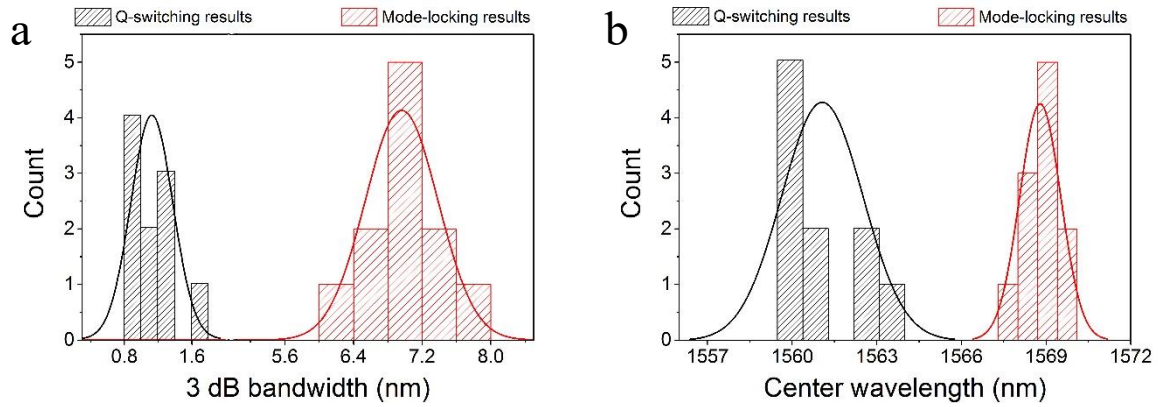 a
Q-switching results
Mode-locking results
Count
5
4
3
2
1
0
0.8 1.6 5.6 6.4 7.2 8.0
3 dB bandwidth (nm)
b
Q-switching results
Mode-locking results
Count
5
4
3
2
1
0
1557 1560 1563 1566 1569 1572
Center wavelength (nm)